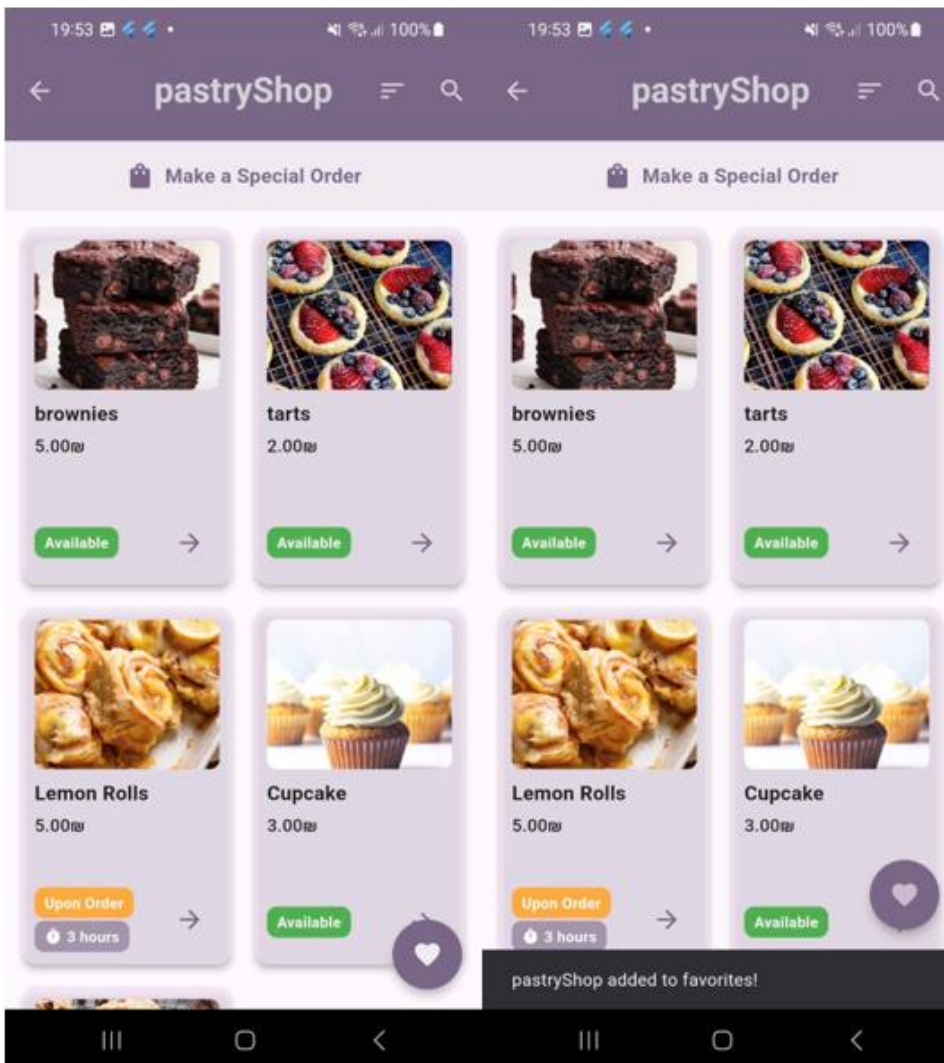 19:53 100%
pastryShop
Make a Special Order
brownies tarts
5.00₪ 2.00₪
Available Available
Lemon Rolls Cupcake
5.00₪ 3.00₪
Upon Order
3 hours Available
19:53 100%
pastryShop
Make a Special Order
brownies tarts
5.00₪ 2.00₪
Available Available
Lemon Rolls Cupcake
5.00₪ 3.00₪
Upon Order
3 hours Available
pastryShop added to favorites!